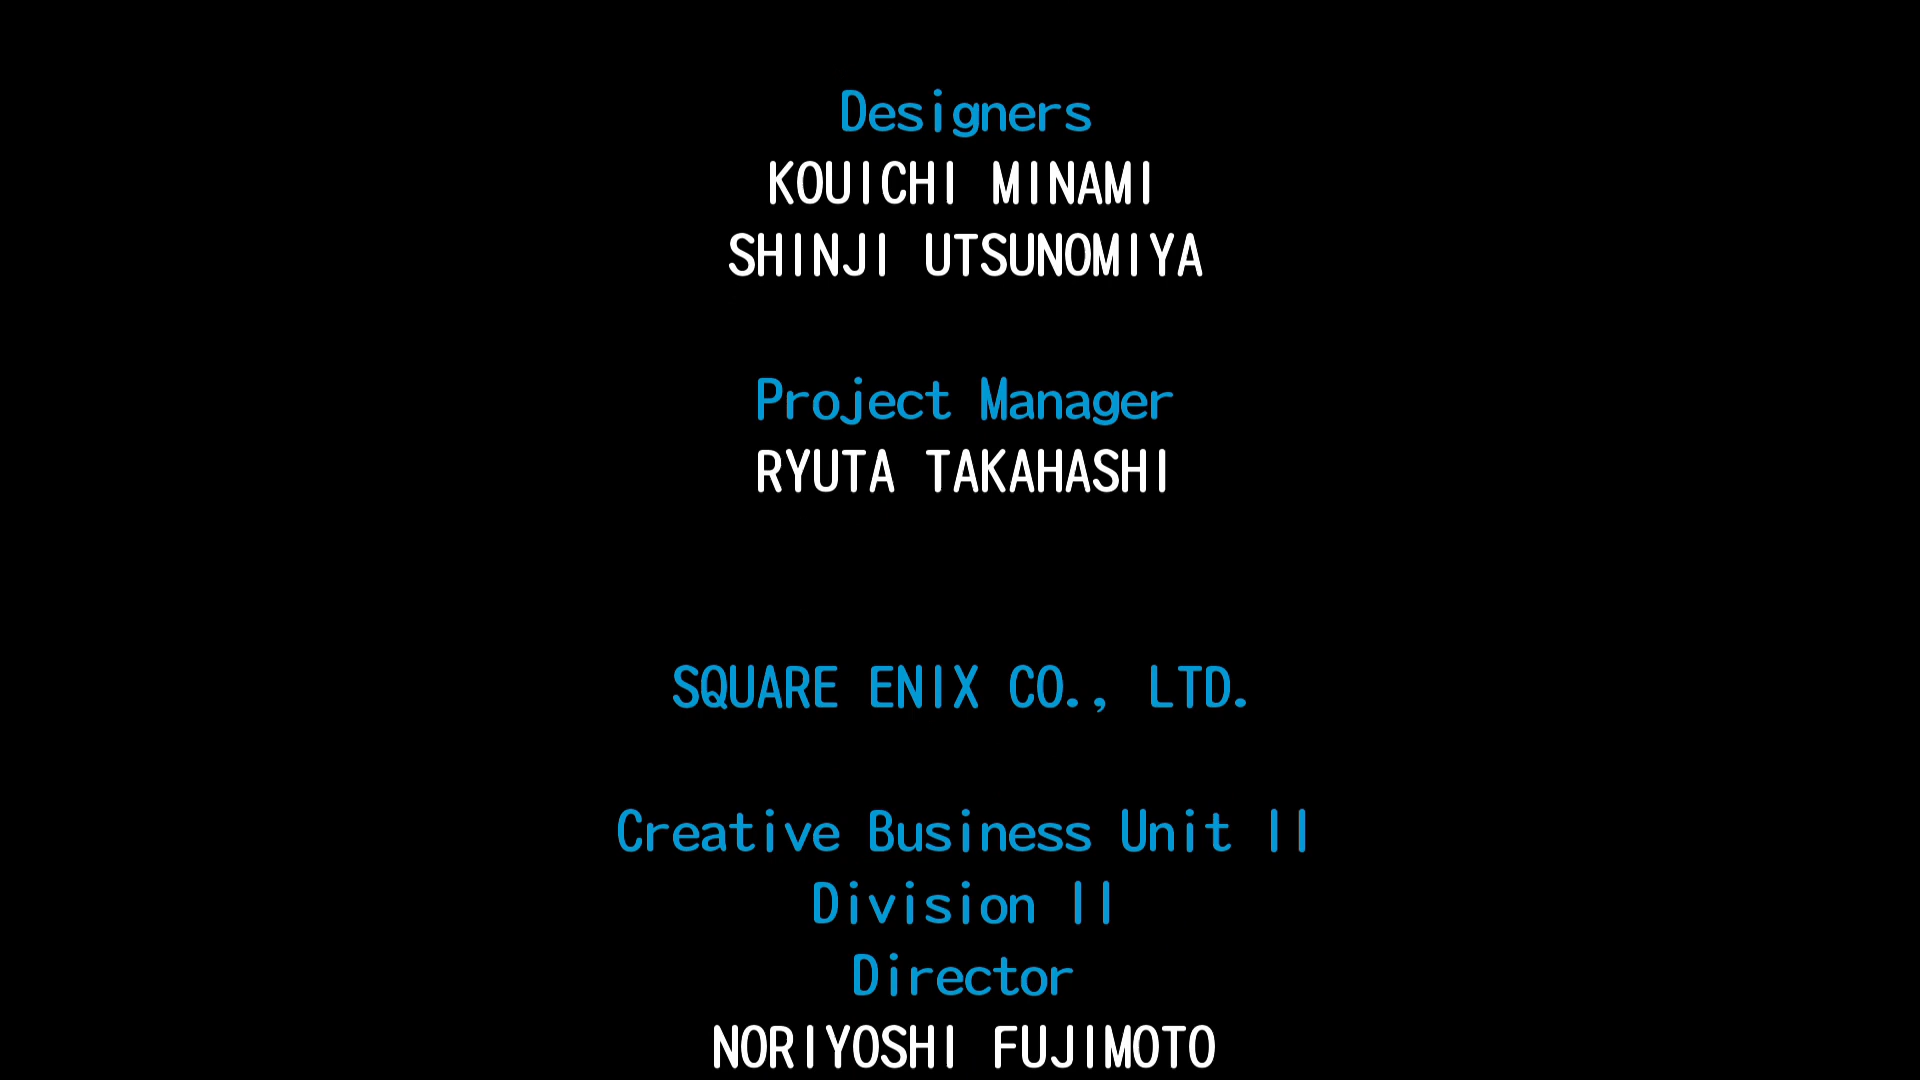 Designers
KOUICHI MINAMI
SHINJI UTSUNOMIYA
Project Manager
RYUTA TAKAHASHI
SQUARE ENIX CO., LTD.
Creative Business Unit II
Division II
Director
NORIYOSHI FUJIMOTO